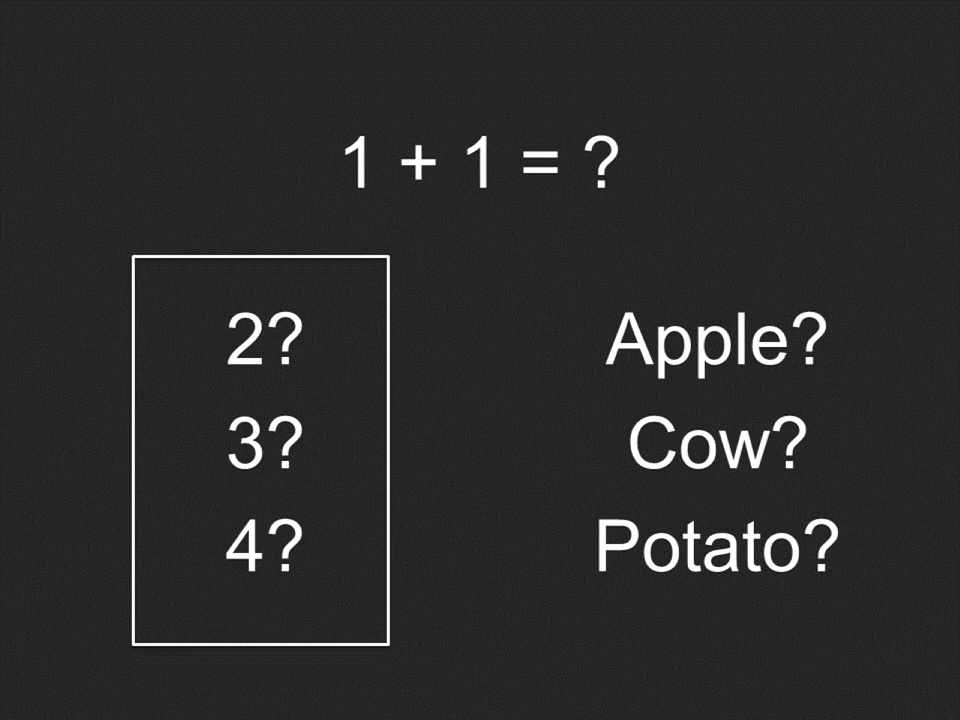 1 + 1 = ?
2?
3?
4?
Apple?
Cow?
Potato?